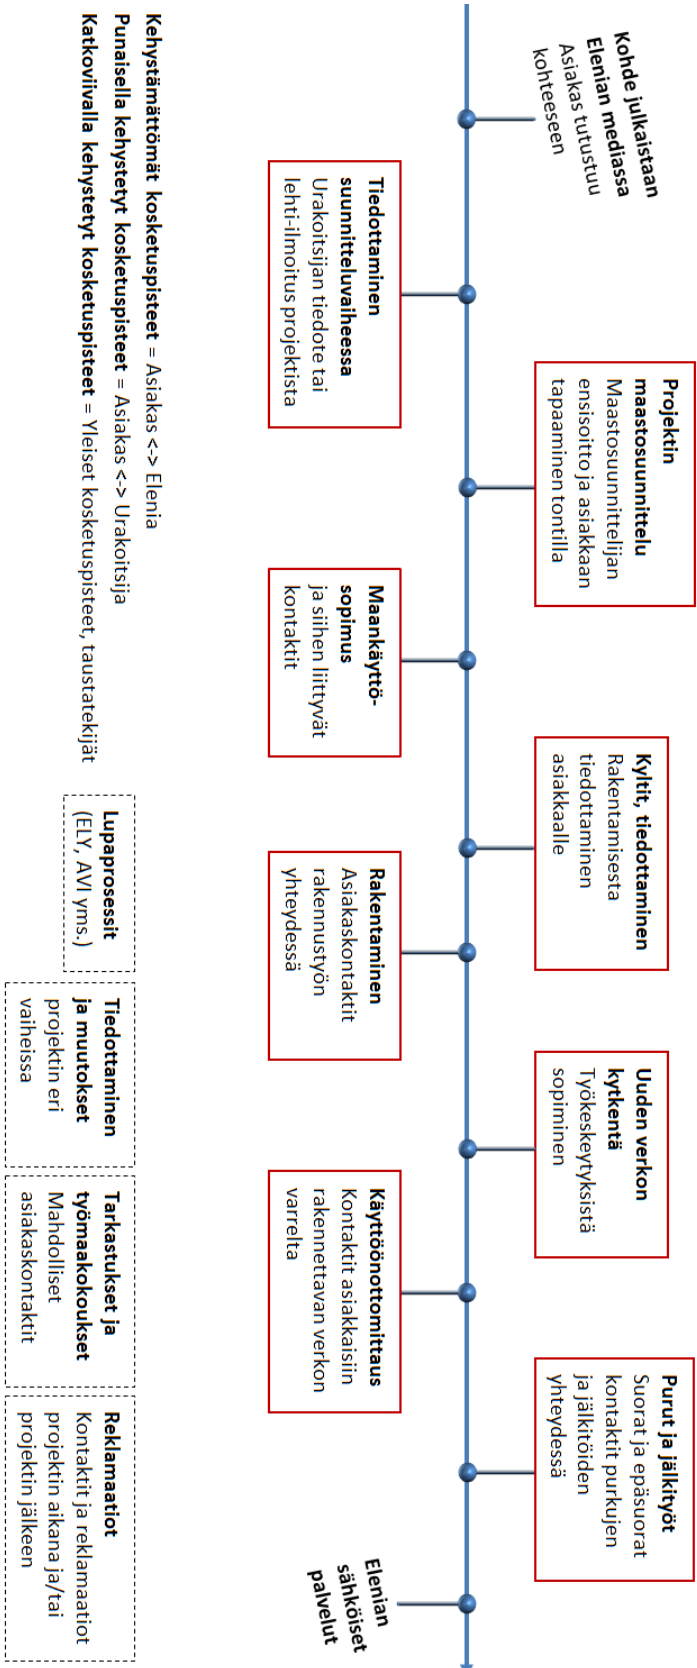 Kohde julkaistaan
Elenian mediassa
Asiakas tutustuu
kohteeseen
Tiedottaminen
suunnitteluvaiheessa
Urakoitsijan tiedote tai
lehti-ilmoitus projektista
Projektin
maastosuunnittelu
Maastosuunnittelijan
ensisoitto ja asiakkaan
tapaaminen tontilla
Maankäyttö-
sopimus
ja siihen liittyvät
kontaktit
Kyltit, tiedottaminen
Rakentamisesta
tiedottaminen
asiakkaalle
Rakentaminen
Asiakaskontaktit
rakennustyön
yhteydessä
Uuden verkon
kytkentä
Työkeskeytyksistä
sopiminen
Käyttöönottomittaus
Kontaktit asiakkaisiin
rakennettavan verkon
varrelta
Purut ja jälkityöt
Suorat ja epäsuorat
kontaktit purkujen
ja jälkitöiden
yhteydessä
Elenian
sähköiset
palvelut
Kehystämättömät kosketuspisteet = Asiakas <-> Elenia
Punaisella kehystetyt kosketuspisteet = Asiakas <-> Urakoitsija
Katkoviivalla kehystetyt kosketuspisteet = Yleiset kosketuspisteet, taustatekijät
Lupaprosessit
(ELY, AVI yms.)
Tiedottaminen
ja muutokset
projektin eri
vaiheissa
Tarkastukset ja
työmaakokoukset
Mahdolliset
asiakaskontaktit
Reklamaatiot
Kontaktit ja reklamaatiot
projektin aikana ja/tai
projektin jälkeen